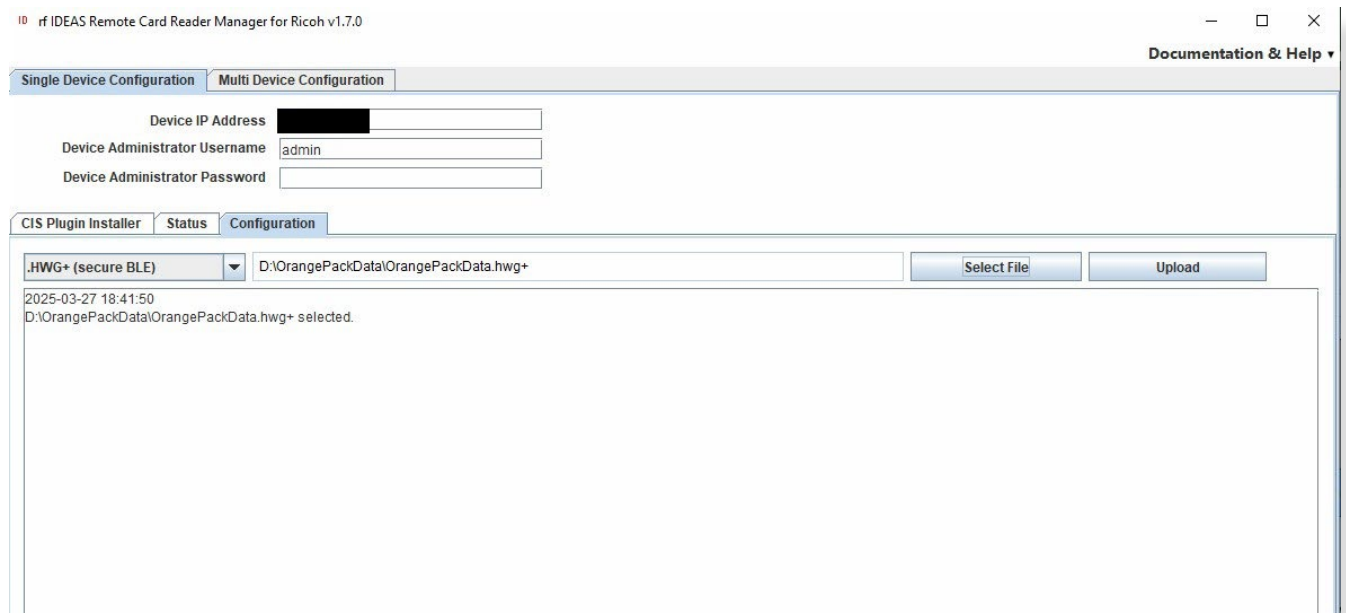 ID rf IDEAS Remote Card Reader Manager for Ricoh v1.7.0
Documentation & Help
Single Device Configuration Multi Device Configuration
Device IP Address
Device Administrator Username admin
Device Administrator Password
CIS Plugin Installer Status Configuration
.HWG+ (secure BLE) D:\OrangePackData\OrangePackData.hwg+ Select File Upload
2025-03-27 18:41:50
D:\OrangePackData\OrangePackData.hwg+ selected.